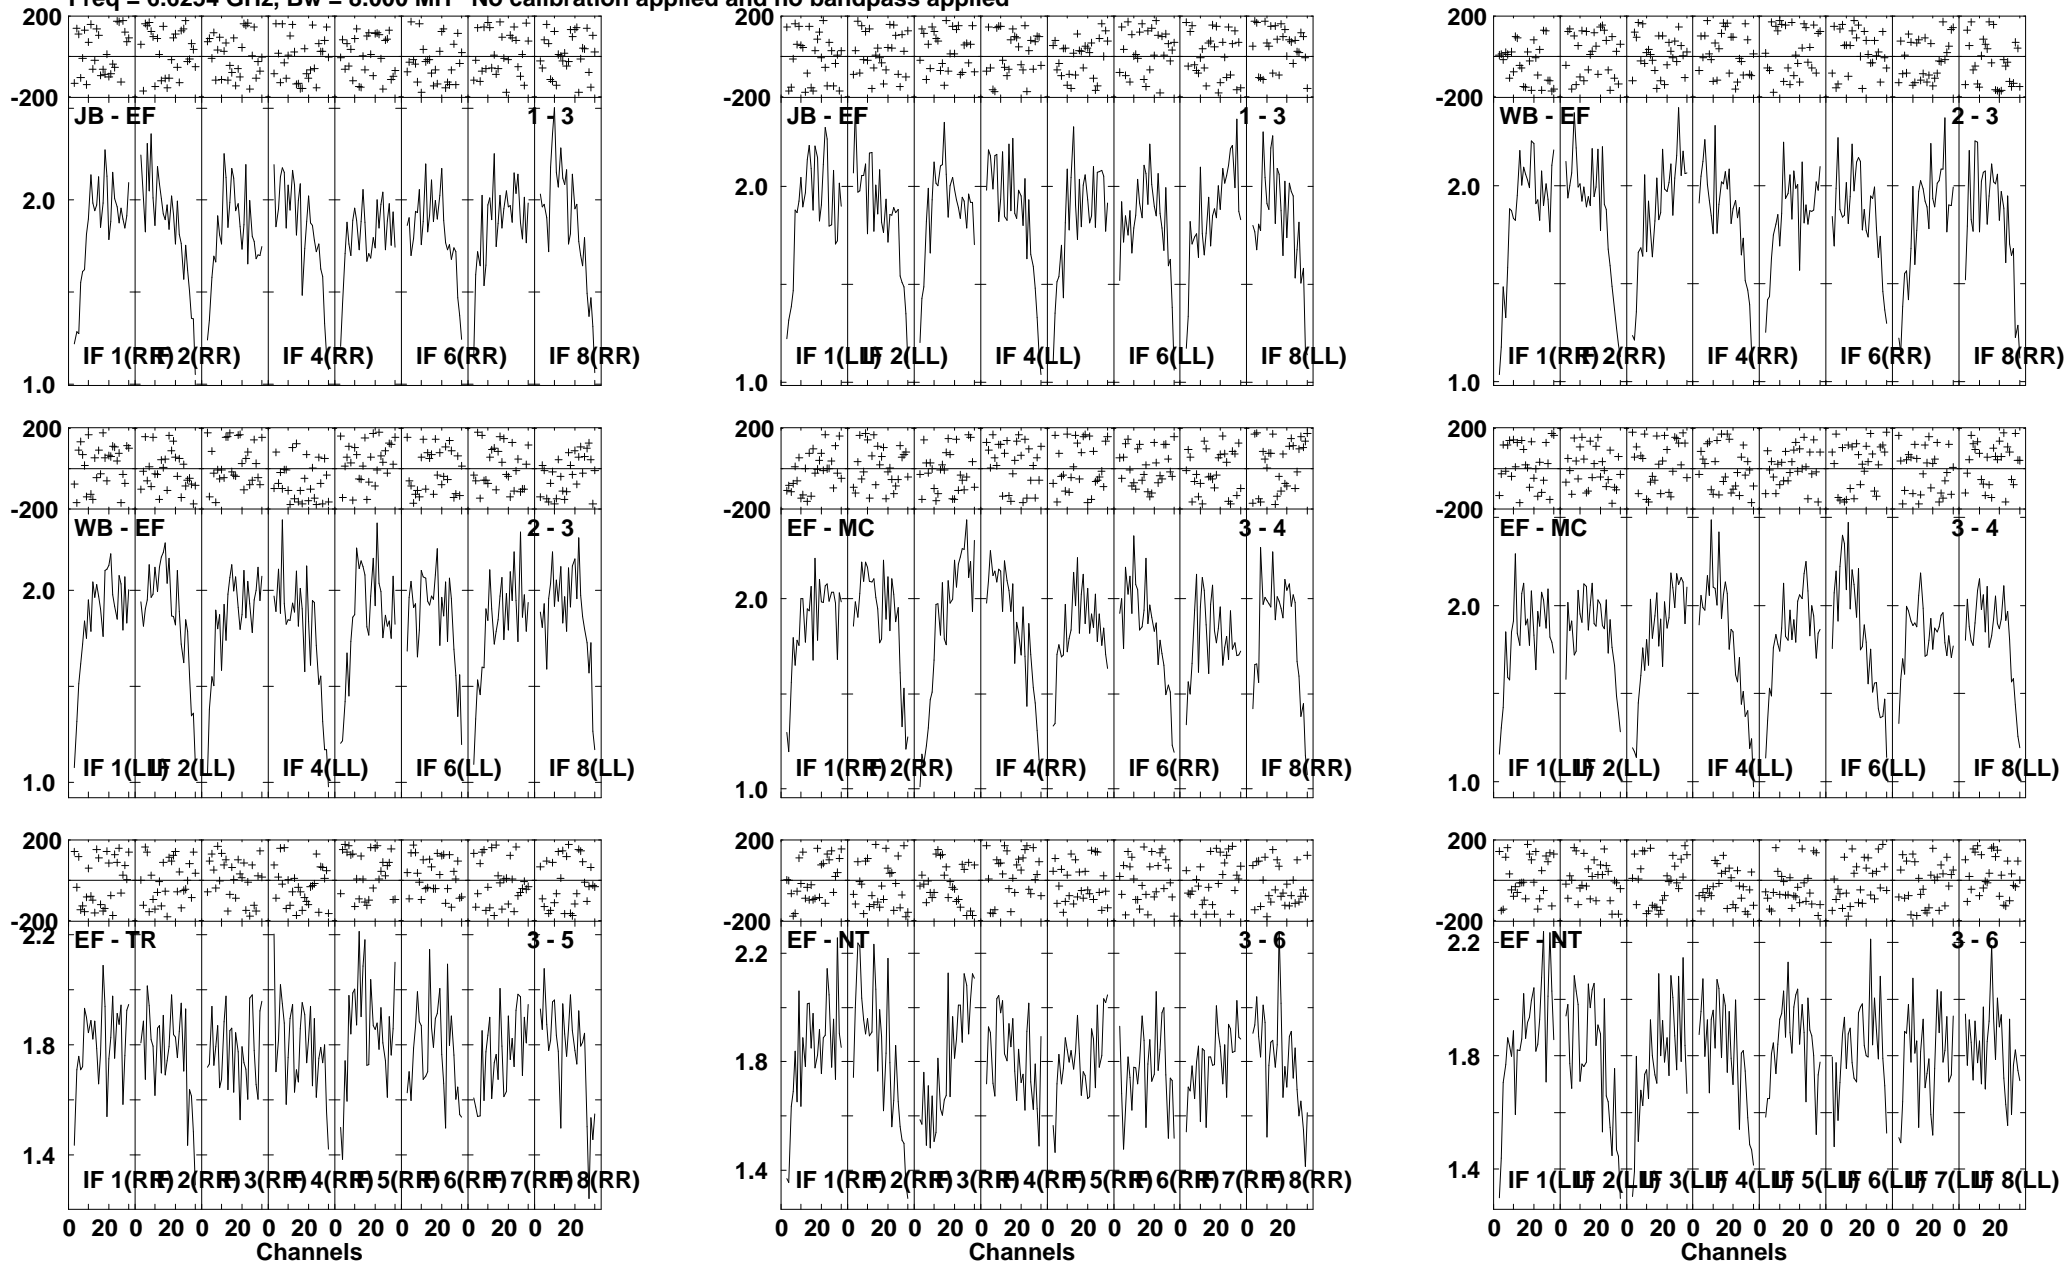 Freq = 6.6254 GHz, Bw = 8.000 MH No calibration applied and no bandpass applied
200 200 200
-200 -200 -200
JB - EF 1 - 3 JB - EF 1 - 3 WB - EF 2 - 3
2.0 2.0 2.0
IF 1(RR) IF 2(RR) IF 4(RR) IF 6(RR) IF 8(RR) IF 1(LL) IF 2(LL) IF 4(LL) IF 6(LL) IF 8(LL) IF 1(RR) IF 2(RR) IF 4(RR) IF 6(RR) IF 8(RR)
1.0 1.0 1.0
200 200 200
-200 -200 -200
WB - EF 2 - 3 EF - MC 3 - 4 EF - MC 3 - 4
2.0 2.0 2.0
IF 1(LL) IF 2(LL) IF 4(LL) IF 6(LL) IF 8(LL) IF 1(RR) IF 2(RR) IF 4(RR) IF 6(RR) IF 8(RR) IF 1(LL) IF 2(LL) IF 4(LL) IF 6(LL) IF 8(LL)
1.0 1.0 1.0
200 200 200
-200 -200 -200
EF - TR 3 - 5 EF - NT 3 - 6 EF - NT 3 - 6
2.2 2.2 2.2
1.8 1.8 1.8
1.4 1.4 1.4
IF 1(RR) IF 2(RR) IF 3(RR) IF 4(RR) IF 5(RR) IF 6(RR) IF 7(RR) IF 8(RR) IF 1(RR) IF 2(RR) IF 3(RR) IF 4(RR) IF 5(RR) IF 6(RR) IF 7(RR) IF 8(RR) IF 1(LL) IF 2(LL) IF 3(LL) IF 4(LL) IF 5(LL) IF 6(LL) IF 7(LL) IF 8(LL)
0 20 0 20 0 20 0 20 0 20 0 20 0 20 0 20 0 20 0 20 0 20 0 20 0 20 0 20 0 20 0 20 0 20 0 20 0 20 0 20 0 20 0 20 0 20 0 20
Channels Channels Channels